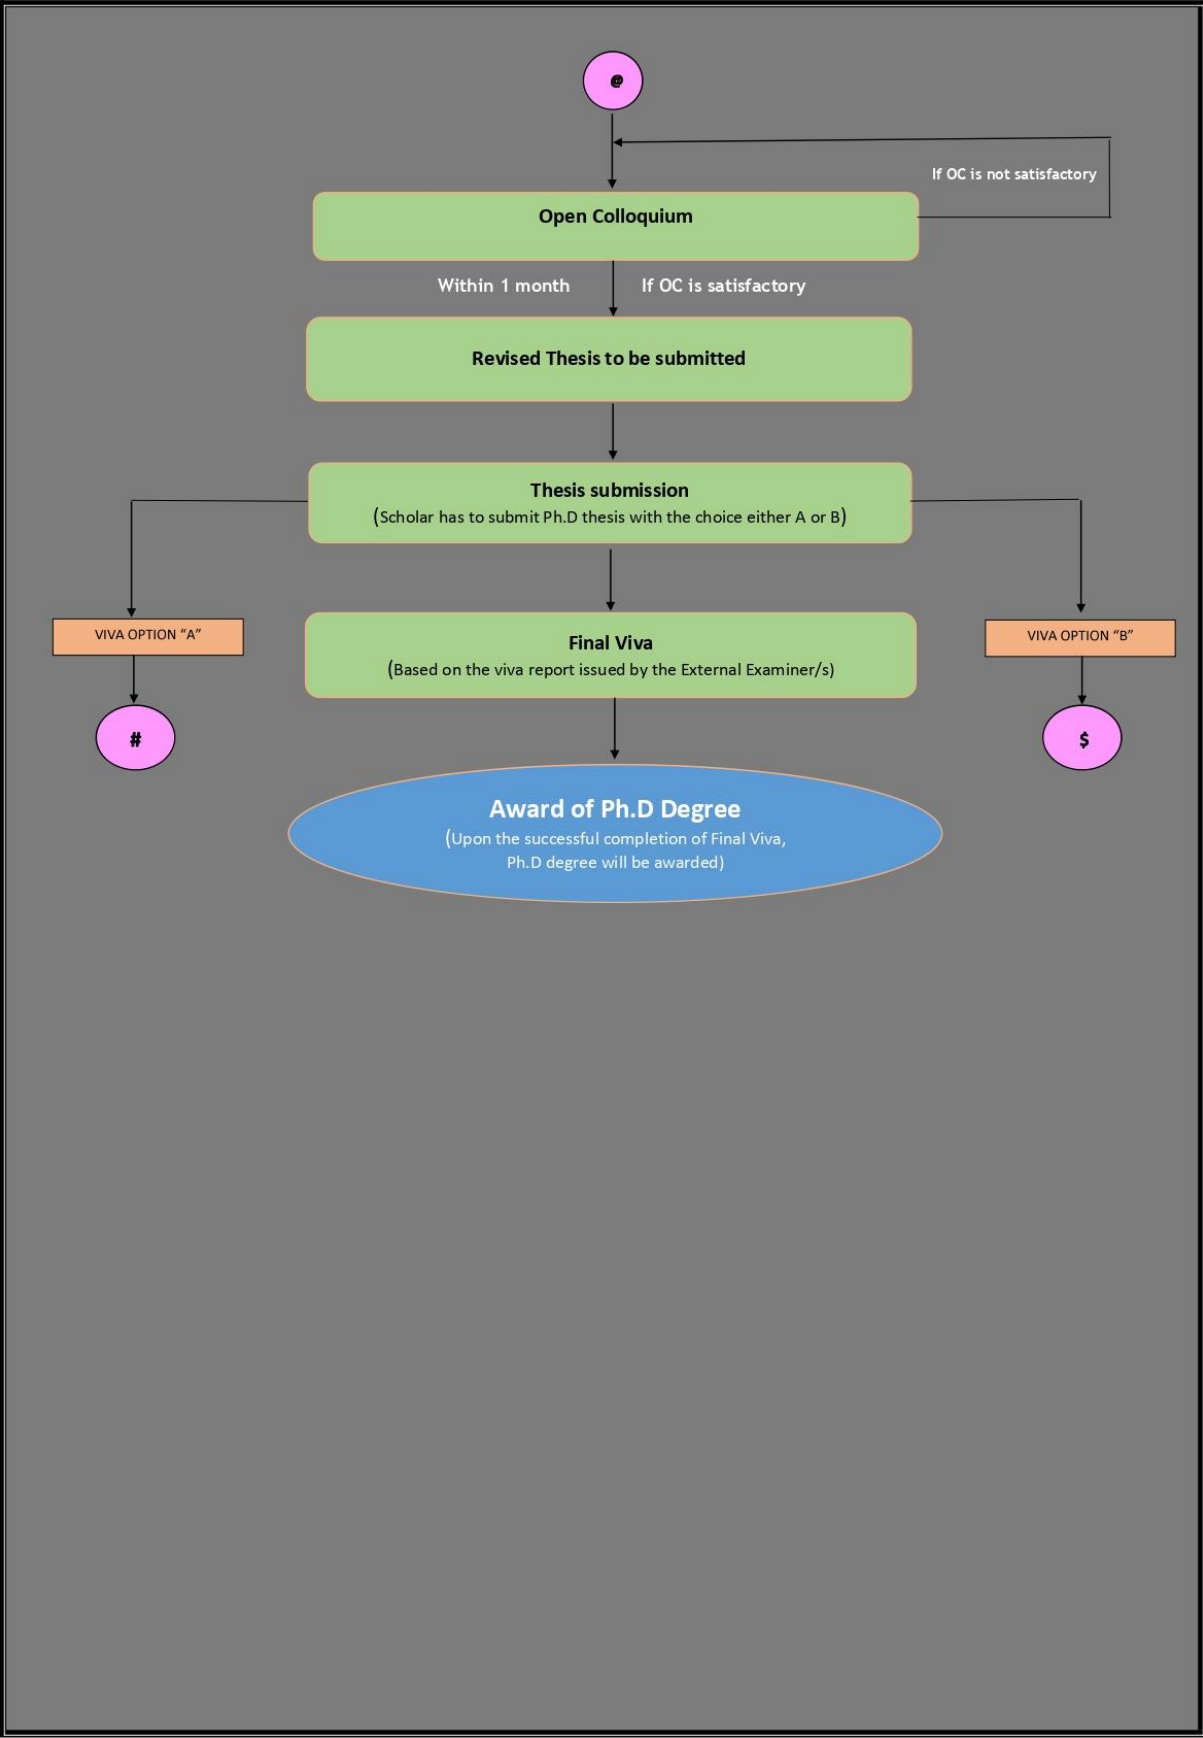 @
If OC is not satisfactory
Open Colloquium
Within 1 month If OC is satisfactory
Revised Thesis to be submitted
Thesis submission
(Scholar has to submit Ph.D thesis with the choice either A or B)
VIVA OPTION “A”
Final Viva
(Based on the viva report issued by the External Examiner/s)
VIVA OPTION “B”
#
$
Award of Ph.D Degree
(Upon the successful completion of Final Viva,
Ph.D degree will be awarded)